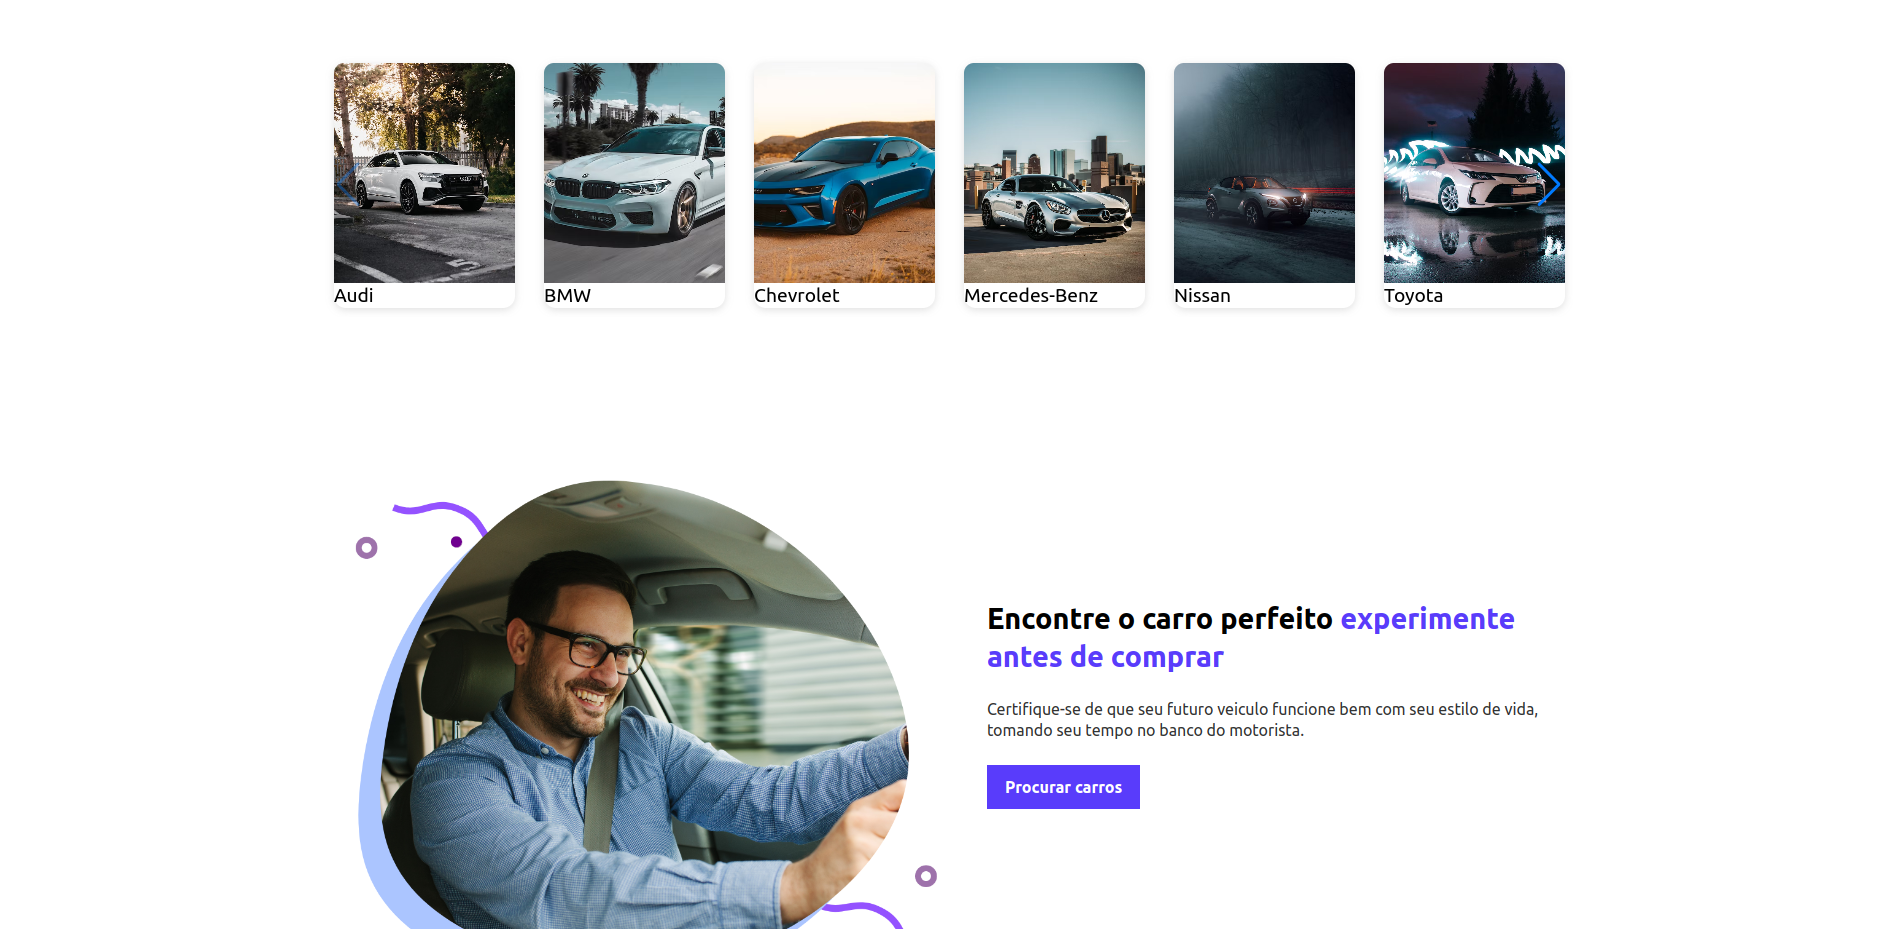 Audi
BMW
Chevrolet
Mercedes-Benz
Nissan
Toyota
Encontre o carro perfeito experimente
antes de comprar
Certifique-se de que seu futuro veiculo funcione bem com seu estilo de vida,
tomando seu tempo no banco do motorista.
Procurar carros